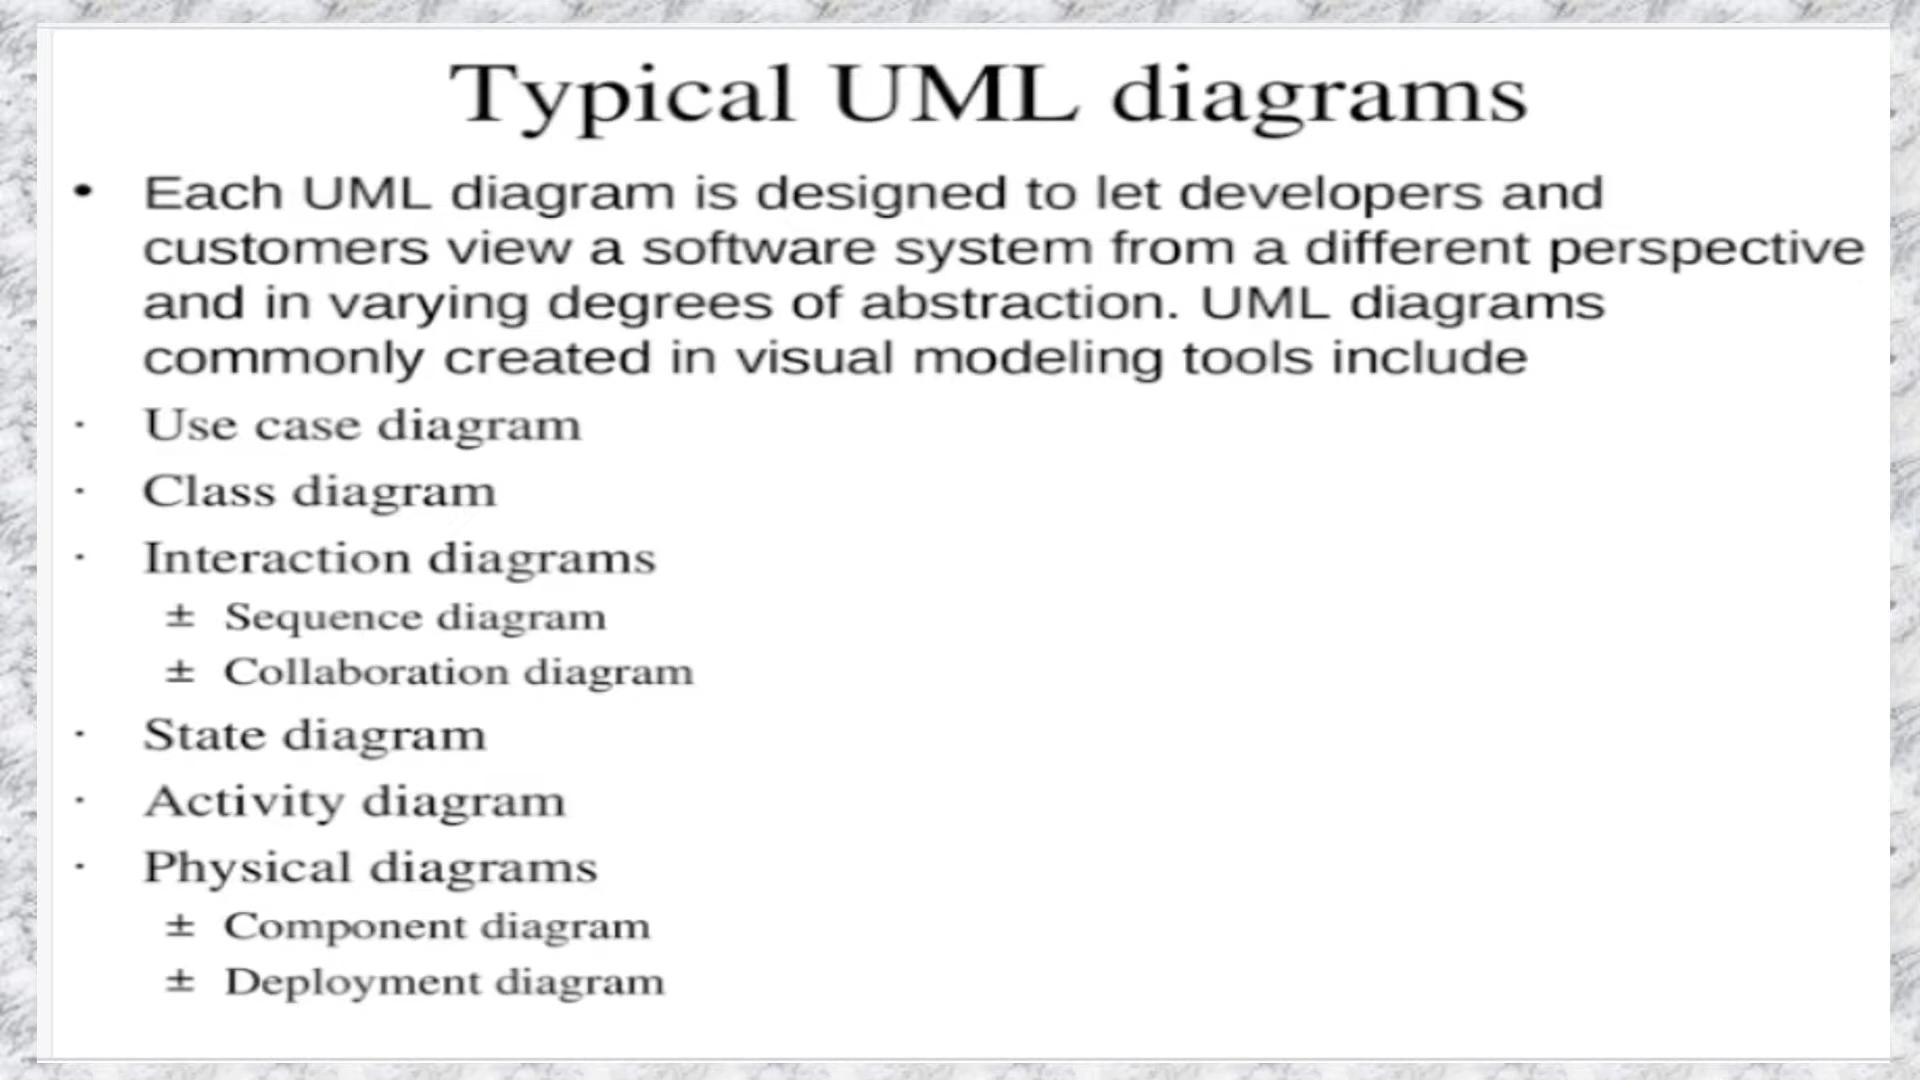 Typical UML diagrams
• Each UML diagram is designed to let developers and
customers view a software system from a different perspective
and in varying degrees of abstraction. UML diagrams
commonly created in visual modeling tools include
· Use case diagram
· Class diagram
· Interaction diagrams
± Sequence diagram
± Collaboration diagram
· State diagram
· Activity diagram
· Physical diagrams
± Component diagram
± Deployment diagram